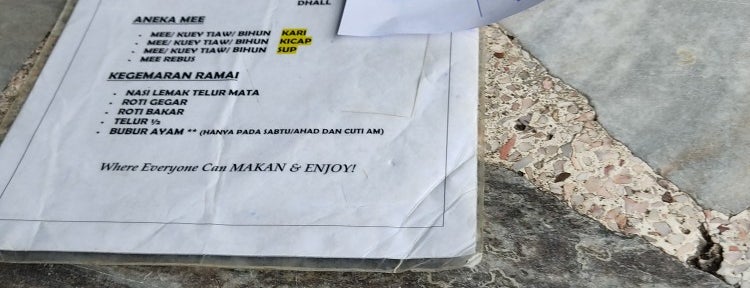 DHALL
ANEKA MEE
- MEE/ KUEY TIAW/ BIHUN KARI
- MEE/ KUEY TIAW/ BIHUN KICAP
- MEE/ KUEY TIAW/ BIHUN SUP
- MEE REBUS
KEGEMARAN RAMAI
- NASI LEMAK TELUR MATA
- ROTI GEGAR
- ROTI BAKAR
- TELUR ½
- BUBUR AYAM ** (HANYA PADA SABTU/AHAD DAN CUTI AM)
Where Everyone Can MAKAN & ENJOY!